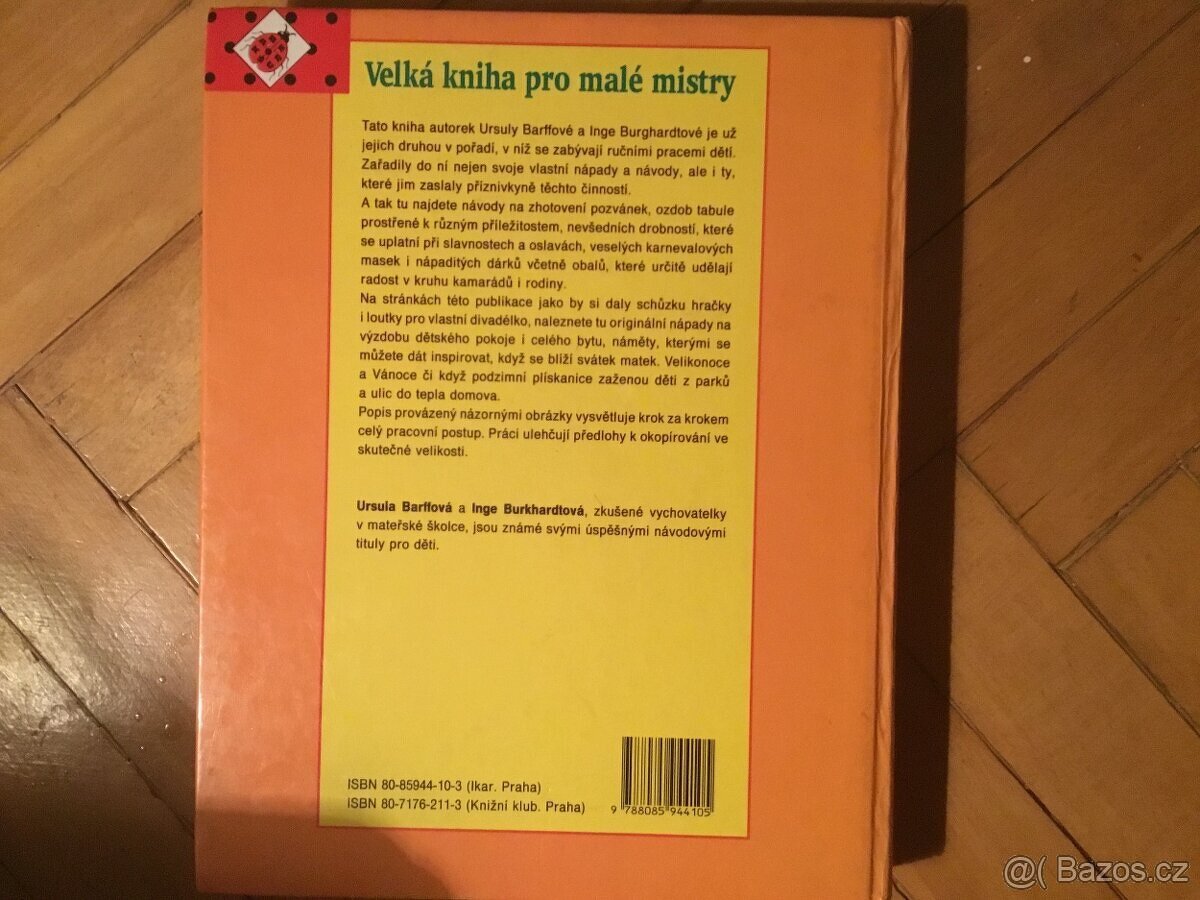 Velká kniha pro malé mistry
Tato kniha autorek Ursuly Barffové a Inge Burghardtové je už
jejich druhou v pořadí, v níž se zabývají ručními pracemi dětí.
Zařadily do ní nejen svoje vlastní nápady a návody, ale i ty,
které jim zaslaly příznivkyně těchto činností.
A tak tu najdete návody na zhotovení pozvánek, ozdob tabule
prostřené k různým příležitostem, nevšedních drobností, které
se uplatní při slavnostech a oslavách, veselých karnevalových
masek i nápaditých dárků včetně obalů, které určitě udělají
radost v kruhu kamarádů i rodiny.
Na stránkách této publikace jako by si daly schůzku hračky
i loutky pro vlastní divadélko, naleznete tu originální nápady na
výzdobu dětského pokoje i celého bytu, náměty, kterými se
můžete dát inspirovat, když se blíží svátek matek. Velikonoce
a Vánoce či když podzimní plískanice zaženou děti z parků
a ulic do tepla domova.
Popis provázený názornými obrázky vysvětluje krok za krokem
celý pracovní postup. Práci ulehčují předlohy k okopírování ve
skutečné velikosti.
Ursula Barffová a Inge Burkhardtová, zkušené vychovatelky
v mateřské školce, jsou známé svými úspěšnými návodovými
tituly pro děti.
ISBN 80-85944-10-3 (Ikar. Praha)
ISBN 80-7176-211-3 (Knižní klub. Praha)
9 788085 944105
@( Bazos.cz